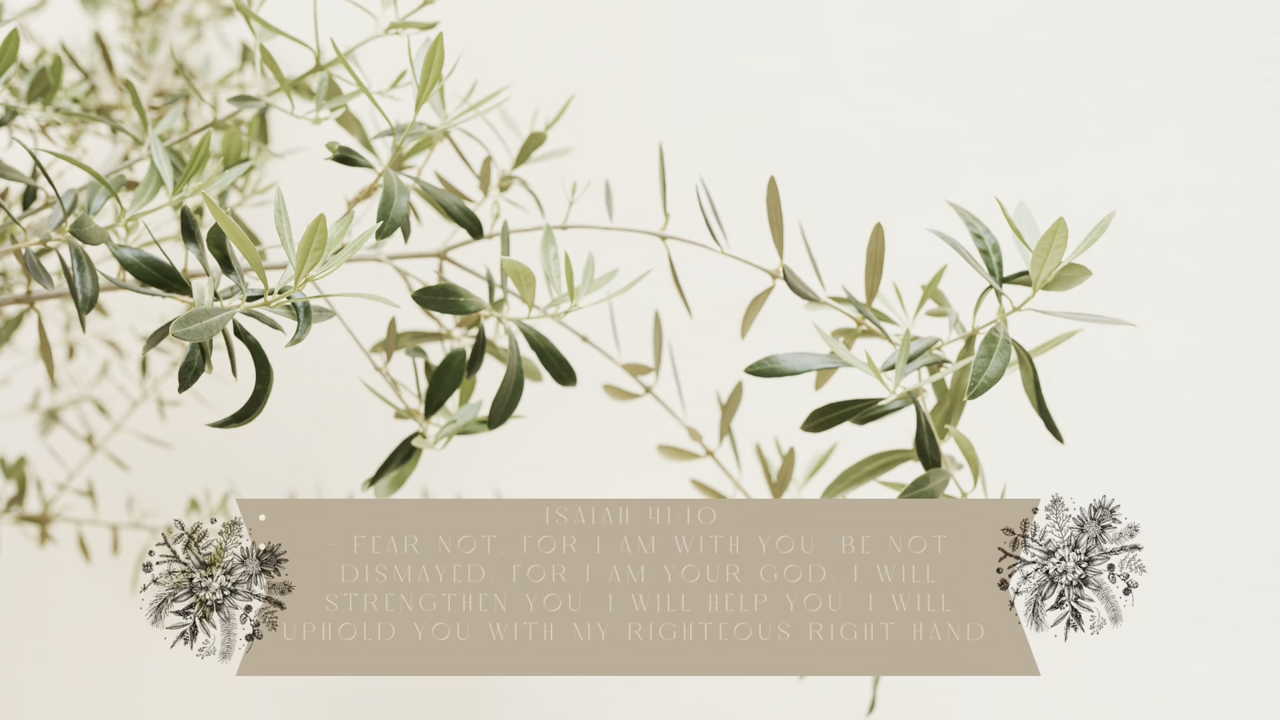 ISAIAH 41:10
- FEAR NOT, FOR I AM WITH YOU; BE NOT
DISMAYED, FOR I AM YOUR GOD; I WILL
STRENGTHEN YOU, I WILL HELP YOU, I WILL
UPHOLD YOU WITH MY RIGHTEOUS RIGHT HAND.